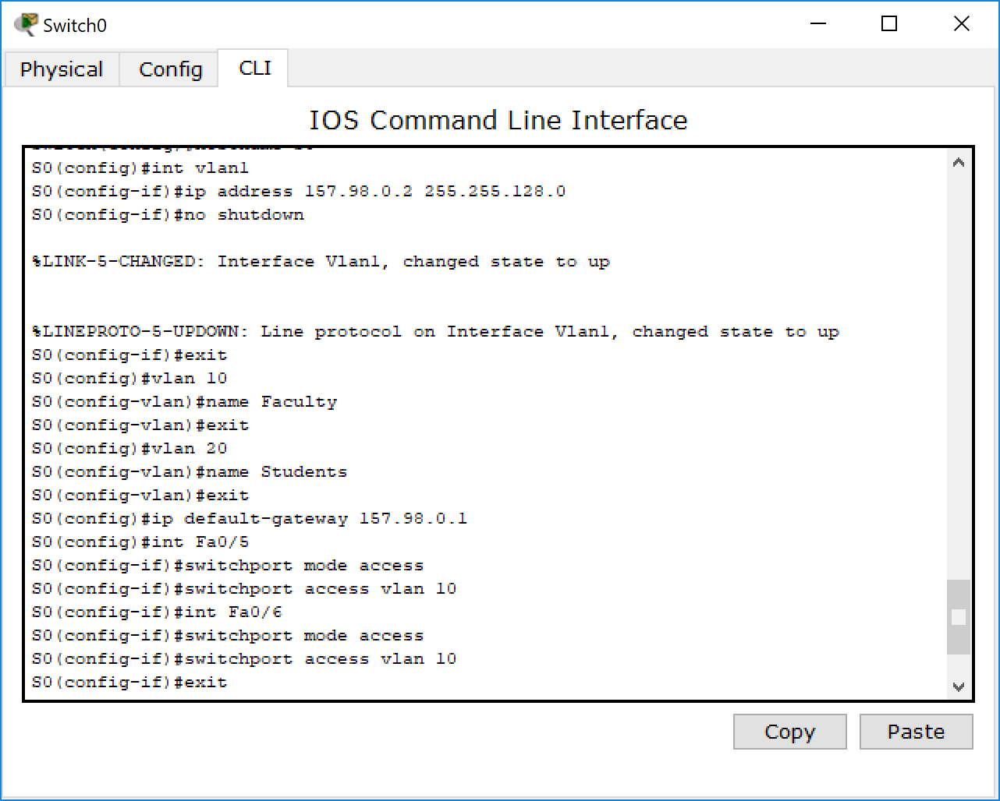 Switch0
Physical
Config
CLI
IOS Command Line Interface
S0(config)#int vlan1
S0(config-if)#ip address 157.98.0.2 255.255.128.0
S0(config-if)#no shutdown
%LINK-5-CHANGED: Interface Vlan1, changed state to up
%LINEPROTO-5-UPDOWN: Line protocol on Interface Vlan1, changed state to up
S0(config-if)#exit
S0(config)#vlan 10
S0(config-vlan)#name Faculty
S0(config-vlan)#exit
S0(config)#vlan 20
S0(config-vlan)#name Students
S0(config-vlan)#exit
S0(config)#ip default-gateway 157.98.0.1
S0(config)#int Fa0/5
S0(config-if)#switchport mode access
S0(config-if)#switchport access vlan 10
S0(config-if)#int Fa0/6
S0(config-if)#switchport mode access
S0(config-if)#switchport access vlan 10
S0(config-if)#exit
Copy
Paste